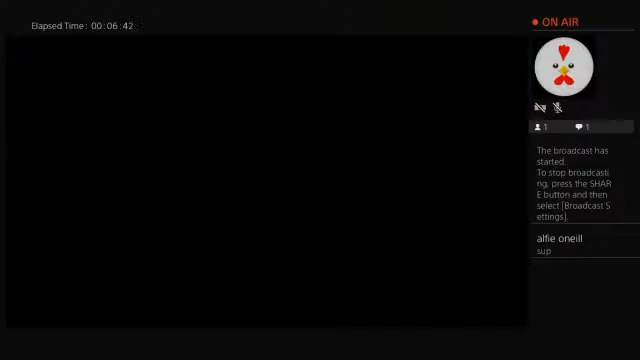 Elapsed Time : 00 : 06 : 42
ON AIR
1 1
The broadcast has
started.
To stop broadcasti
ng, press the SHAR
E button and then
select [Broadcast S
ettings].
alfie oneill
sup